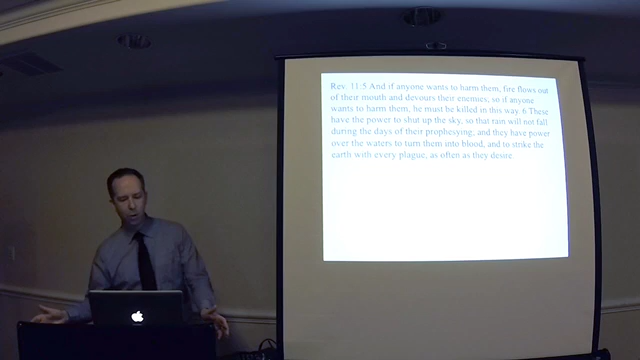 Rev. 11:5 And if anyone wants to harm them, fire flows out
of their mouth and devours their enemies, so if anyone
wants to harm them, he must be killed in this way. 6 These
have the power to shut up the sky, so that rain will not fall
during the days of their prophesying, and they have power
over the waters to turn them into blood, and to strike the
earth with every plague, as often as they desire.